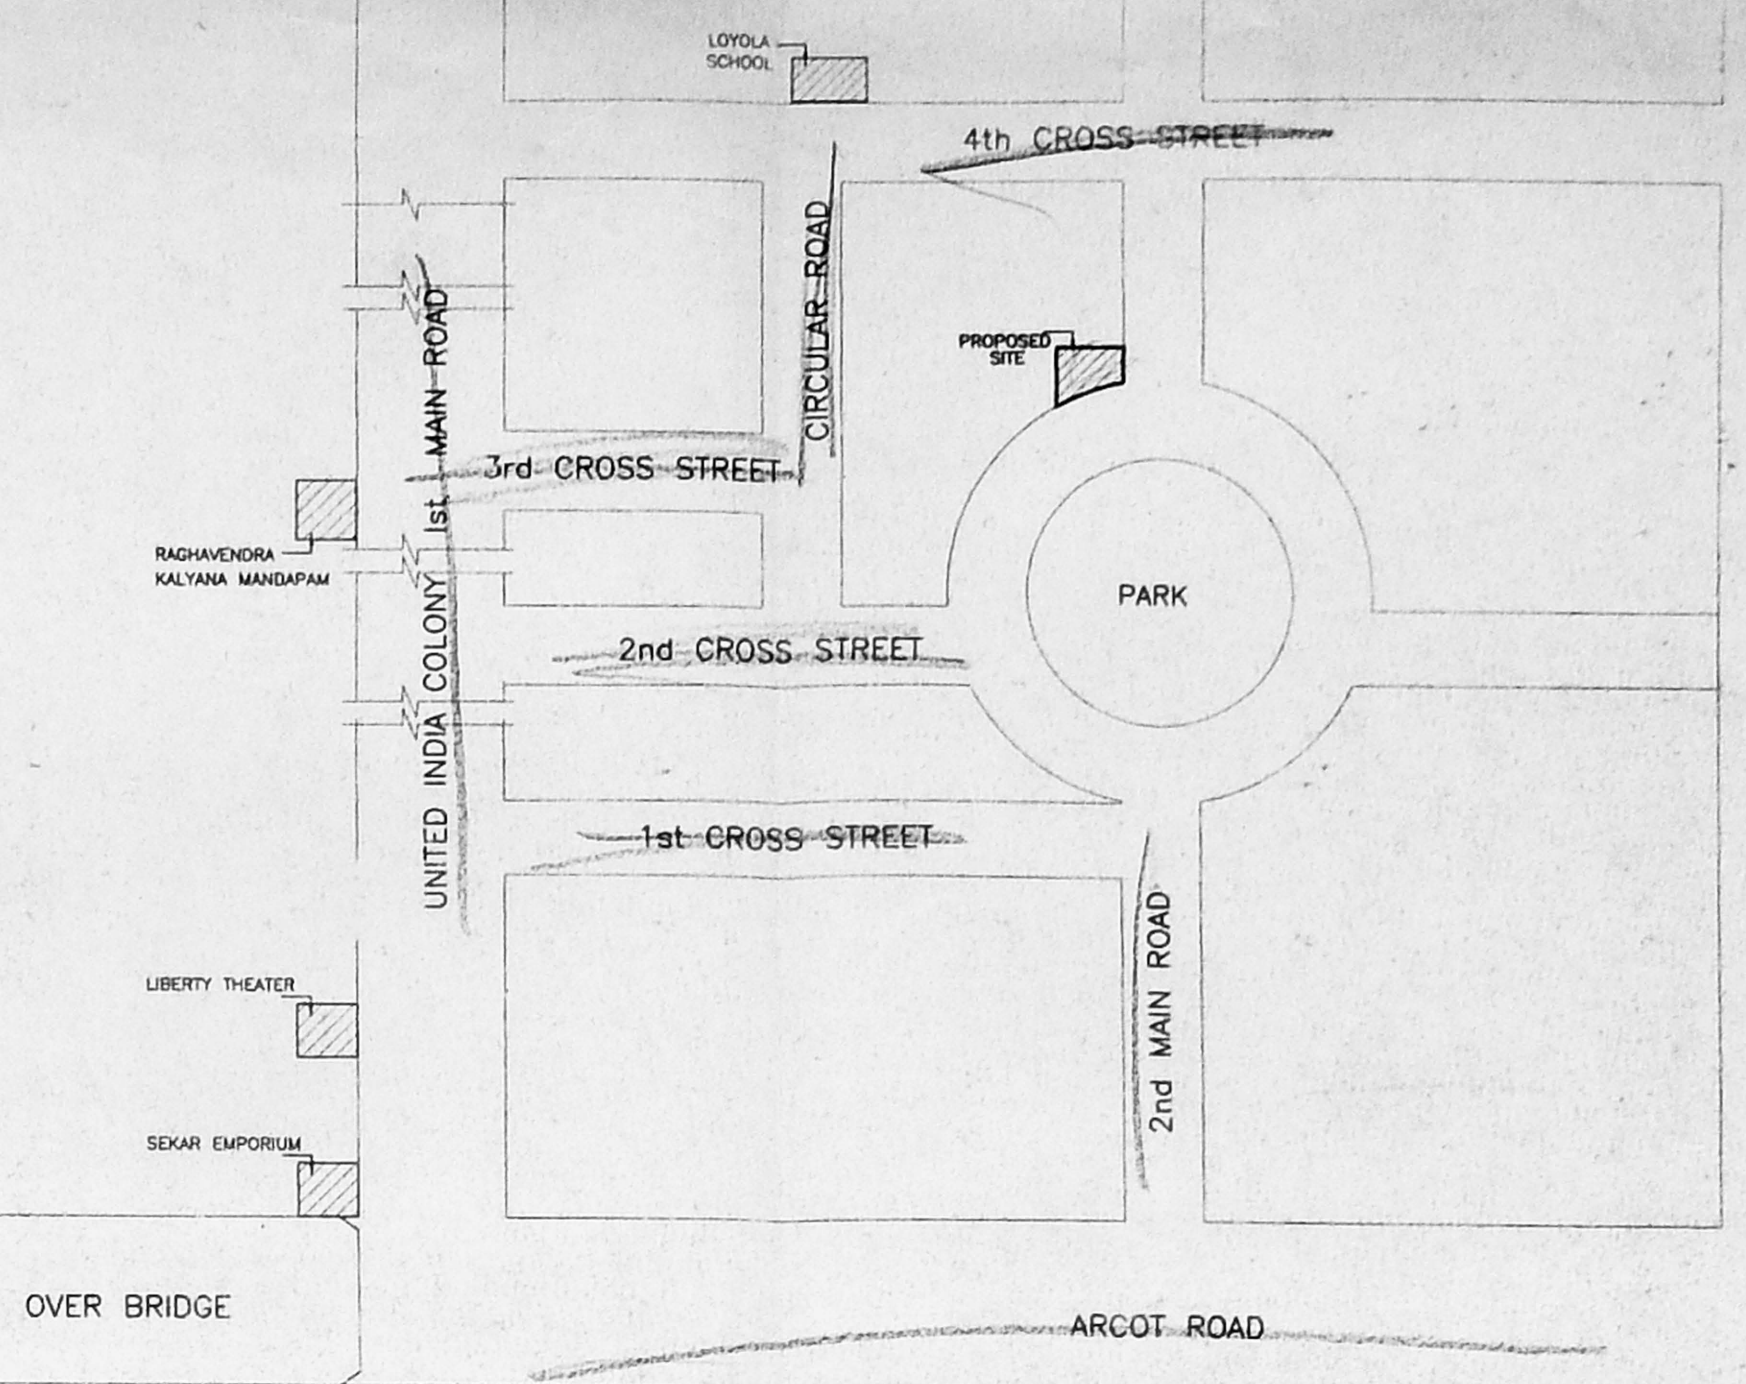 LOYOLA
SCHOOL
4th CROSS STREET
CIRCULAR ROAD
UNITED INDIA COLONY 1st MAIN ROAD
PROPOSED
SITE
3rd CROSS STREET
RAGHAVENDRA
KALYANA MANDAPAM
PARK
2nd CROSS STREET
1st CROSS STREET
2nd MAIN ROAD
LIBERTY THEATER
SEKAR EMPORIUM
OVER BRIDGE
ARCOT ROAD